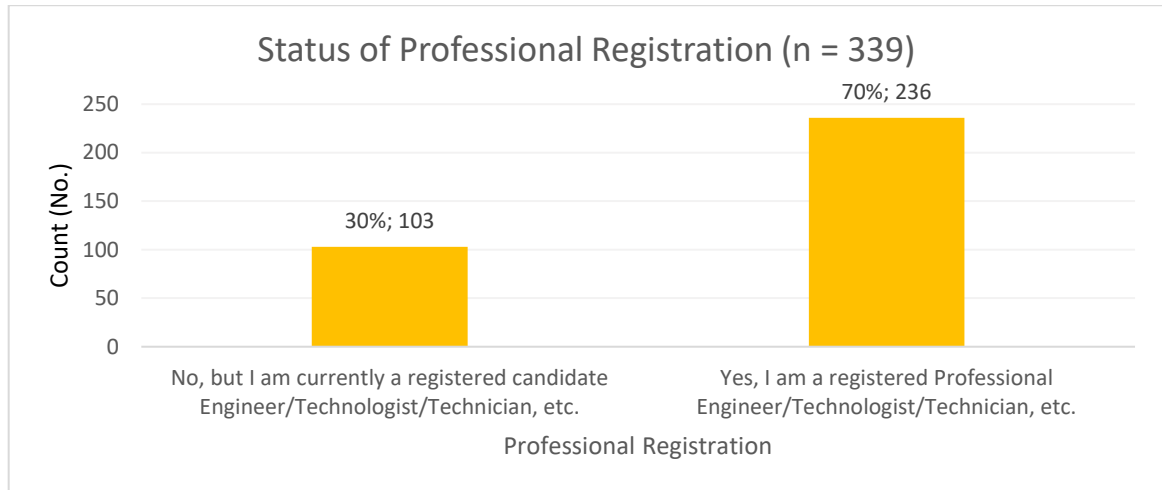 Status of Professional Registration (n = 339)
70%; 236
250
200
30%; 103
150
100
50
0
Count (No.)
No, but I am currently a registered candidate
Engineer/Technologist/Technician, etc.
Yes, I am a registered Professional
Engineer/Technologist/Technician, etc.
Professional Registration